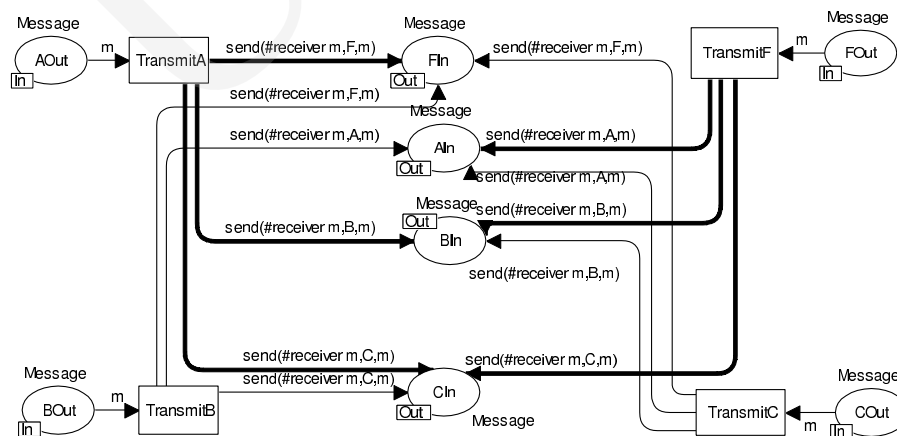 Message
Message
Message
m
send(#receiver m,F,m)
send(#receiver m,F,m)
m
AOut
TransmitA
FIn
TransmitF
FOut
In
Out
In
send(#receiver m,F,m)
Message
send(#receiver m,A,m)
send(#receiver m,A,m)
AIn
Out
send(#receiver m,A,m)
Message
send(#receiver m,B,m)
Out
send(#receiver m,B,m)
BIn
send(#receiver m,B,m)
send(#receiver m,C,m)
send(#receiver m,C,m)
Message
send(#receiver m,C,m)
Message
m
BOut
TransmitB
CIn
TransmitC
COut
Out
Message
m
In
In